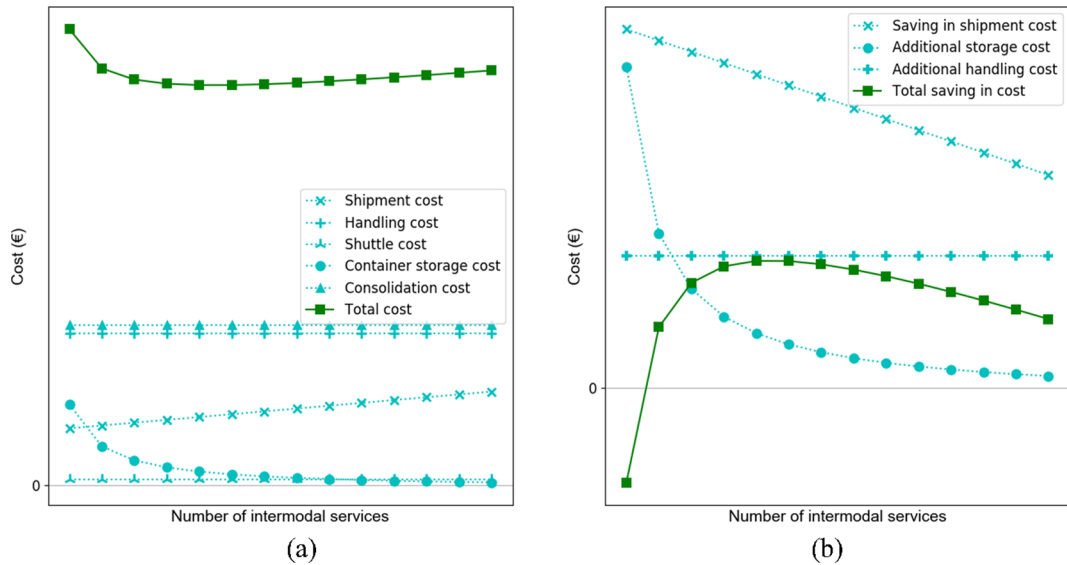 Cost (€)
Shipment cost
Handling cost
Shuttle cost
Container storage cost
Consolidation cost
Total cost
0
Number of intermodal services
(a)
Cost (€)
Saving in shipment cost
Additional storage cost
Additional handling cost
Total saving in cost
0
Number of intermodal services
(b)